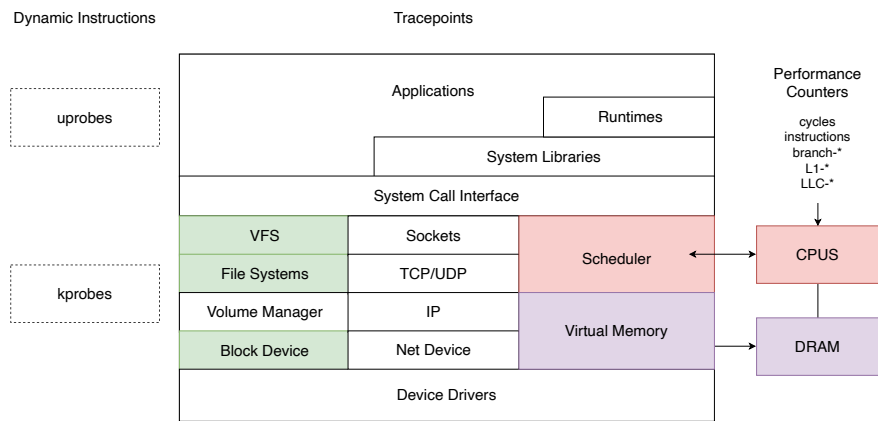 Dynamic Instructions
Tracepoints
Applications
Performance
Counters
uprobes
Runtimes
cycles
instructions
branch-*
L1-*
LLC-*
System Libraries
System Call Interface
VFS
Sockets
Scheduler
CPUS
File Systems
TCP/UDP
kprobes
Volume Manager
IP
Virtual Memory
DRAM
Block Device
Net Device
Device Drivers